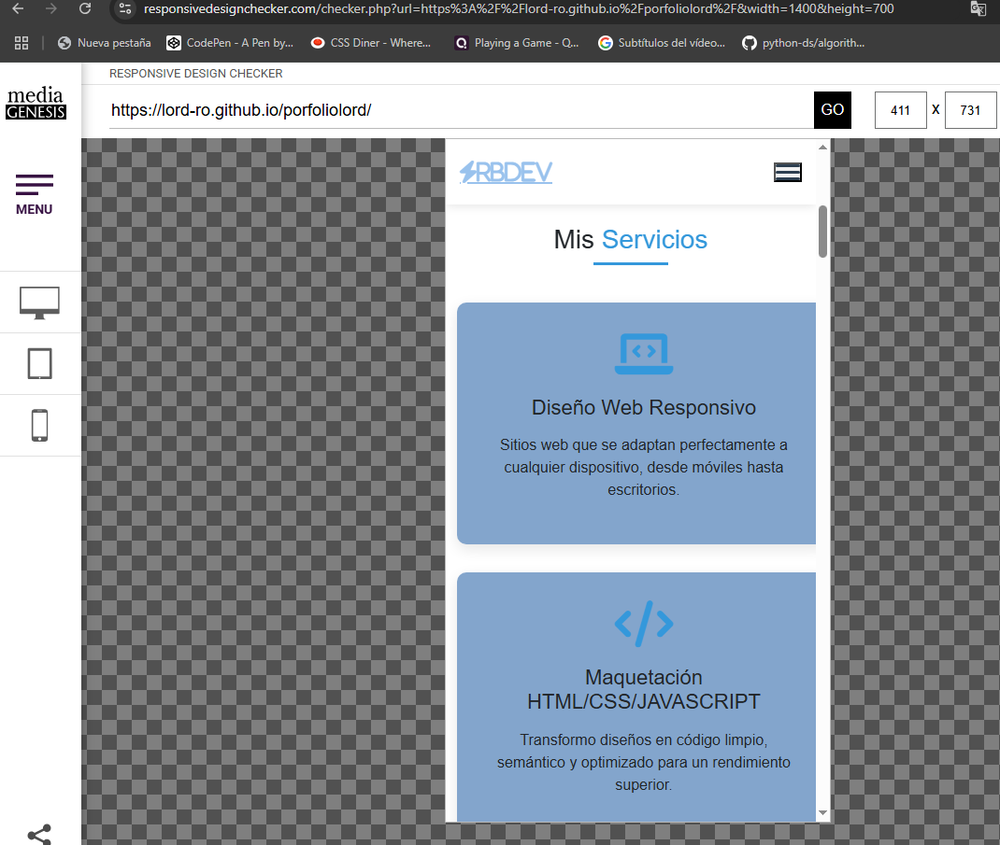 responsivedesignchecker.com/checker.php?url=https%3A%2F%2Flord-ro.github.io%2Fporfoliolord%2F&width=1400&height=700
Nueva pestaña
CodePen - A Pen by...
CSS Diner - Where...
Playing a Game - Q...
Subtítulos del vídeo...
python-ds/algorith...
media
GENESIS
RESPONSIVE DESIGN CHECKER
https://lord-ro.github.io/porfoliolord/
GO
411 x 731
MENU
RBDEV
Mis Servicios
Diseño Web Responsivo
Sitios web que se adaptan perfectamente a
cualquier dispositivo, desde móviles hasta
escritorios.
Maquetación
HTML/CSS/JAVASCRIPT
Transformo diseños en código limpio,
semántico y optimizado para un rendimiento
superior.